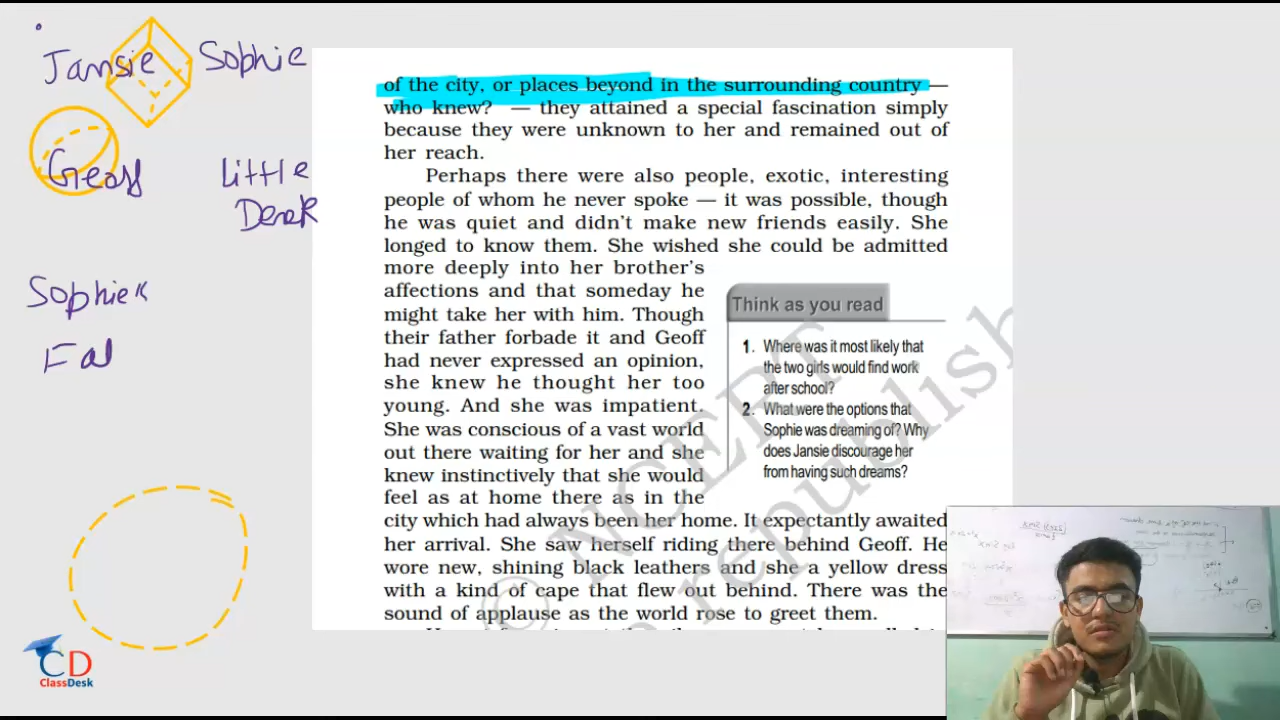 Jansie Sophie
Geoff Little
Derek
Sophie
Fa
of the city, or places beyond in the surrounding country —
who knew? — they attained a special fascination simply
because they were unknown to her and remained out of
her reach.
Perhaps there were also people, exotic, interesting
people of whom he never spoke — it was possible, though
he was quiet and didn't make new friends easily. She
longed to know them. She wished she could be admitted
more deeply into her brother's
affections and that someday he
might take her with him. Though
their father forbade it and Geoff
had never expressed an opinion,
she knew he thought her too
young. And she was impatient.
She was conscious of a vast world
out there waiting for her and she
knew instinctively that she would
feel as at home there as in the
city which had always been her home. It expectantly awaited
her arrival. She saw herself riding there behind Geoff. He
wore new, shining black leathers and she a yellow dress
with a kind of cape that flew out behind. There was the
sound of applause as the world rose to greet them.
Think as you read
1. Where was it most likely that
the two girls would find work
after school?
2. What were the options that
Sophie was dreaming of? Why
does Jansie discourage her
from having such dreams?
© NCERT
republish
CD
ClassDesk